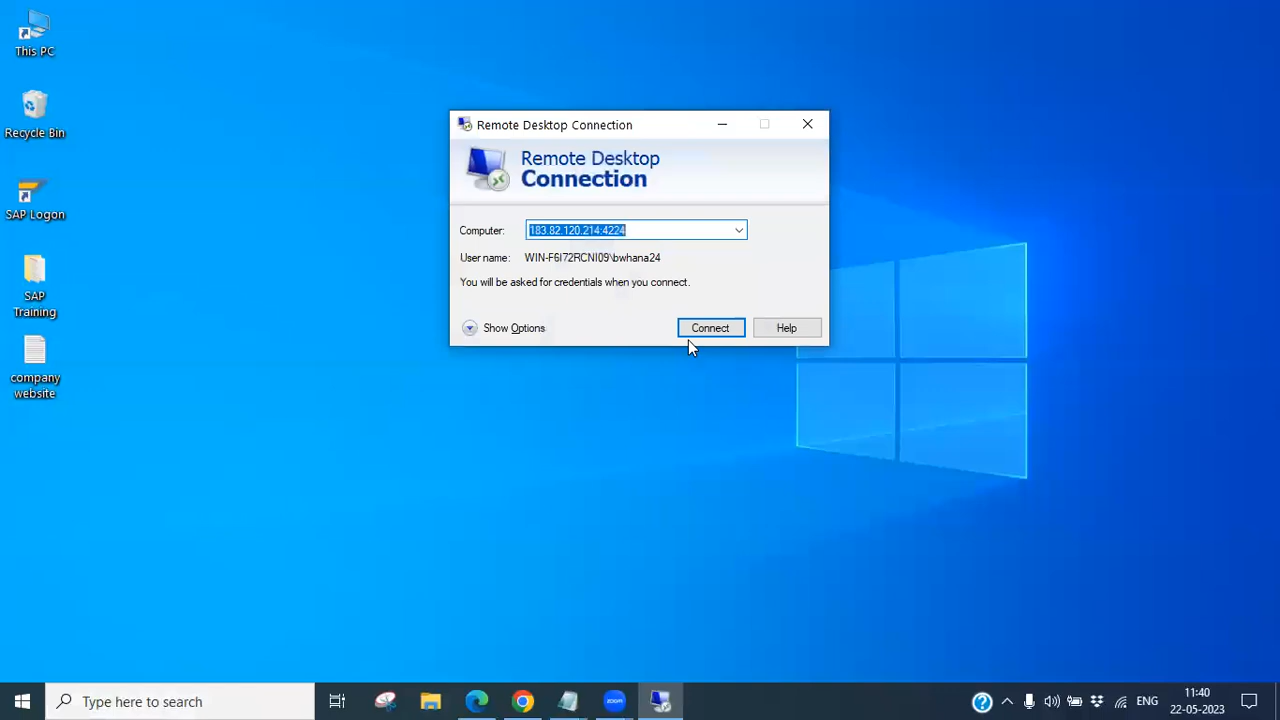 This PC
Recycle Bin
SAP Logon
SAP
Training
company
website
Remote Desktop Connection
Remote Desktop
Connection
Computer:
183.82.120.214:4224
User name:
WIN-F6I72RCNI09\bwhana24
You will be asked for credentials when you connect.
Show Options
Connect
Help
Type here to search
zoom
ENG
11:40
22-05-2023